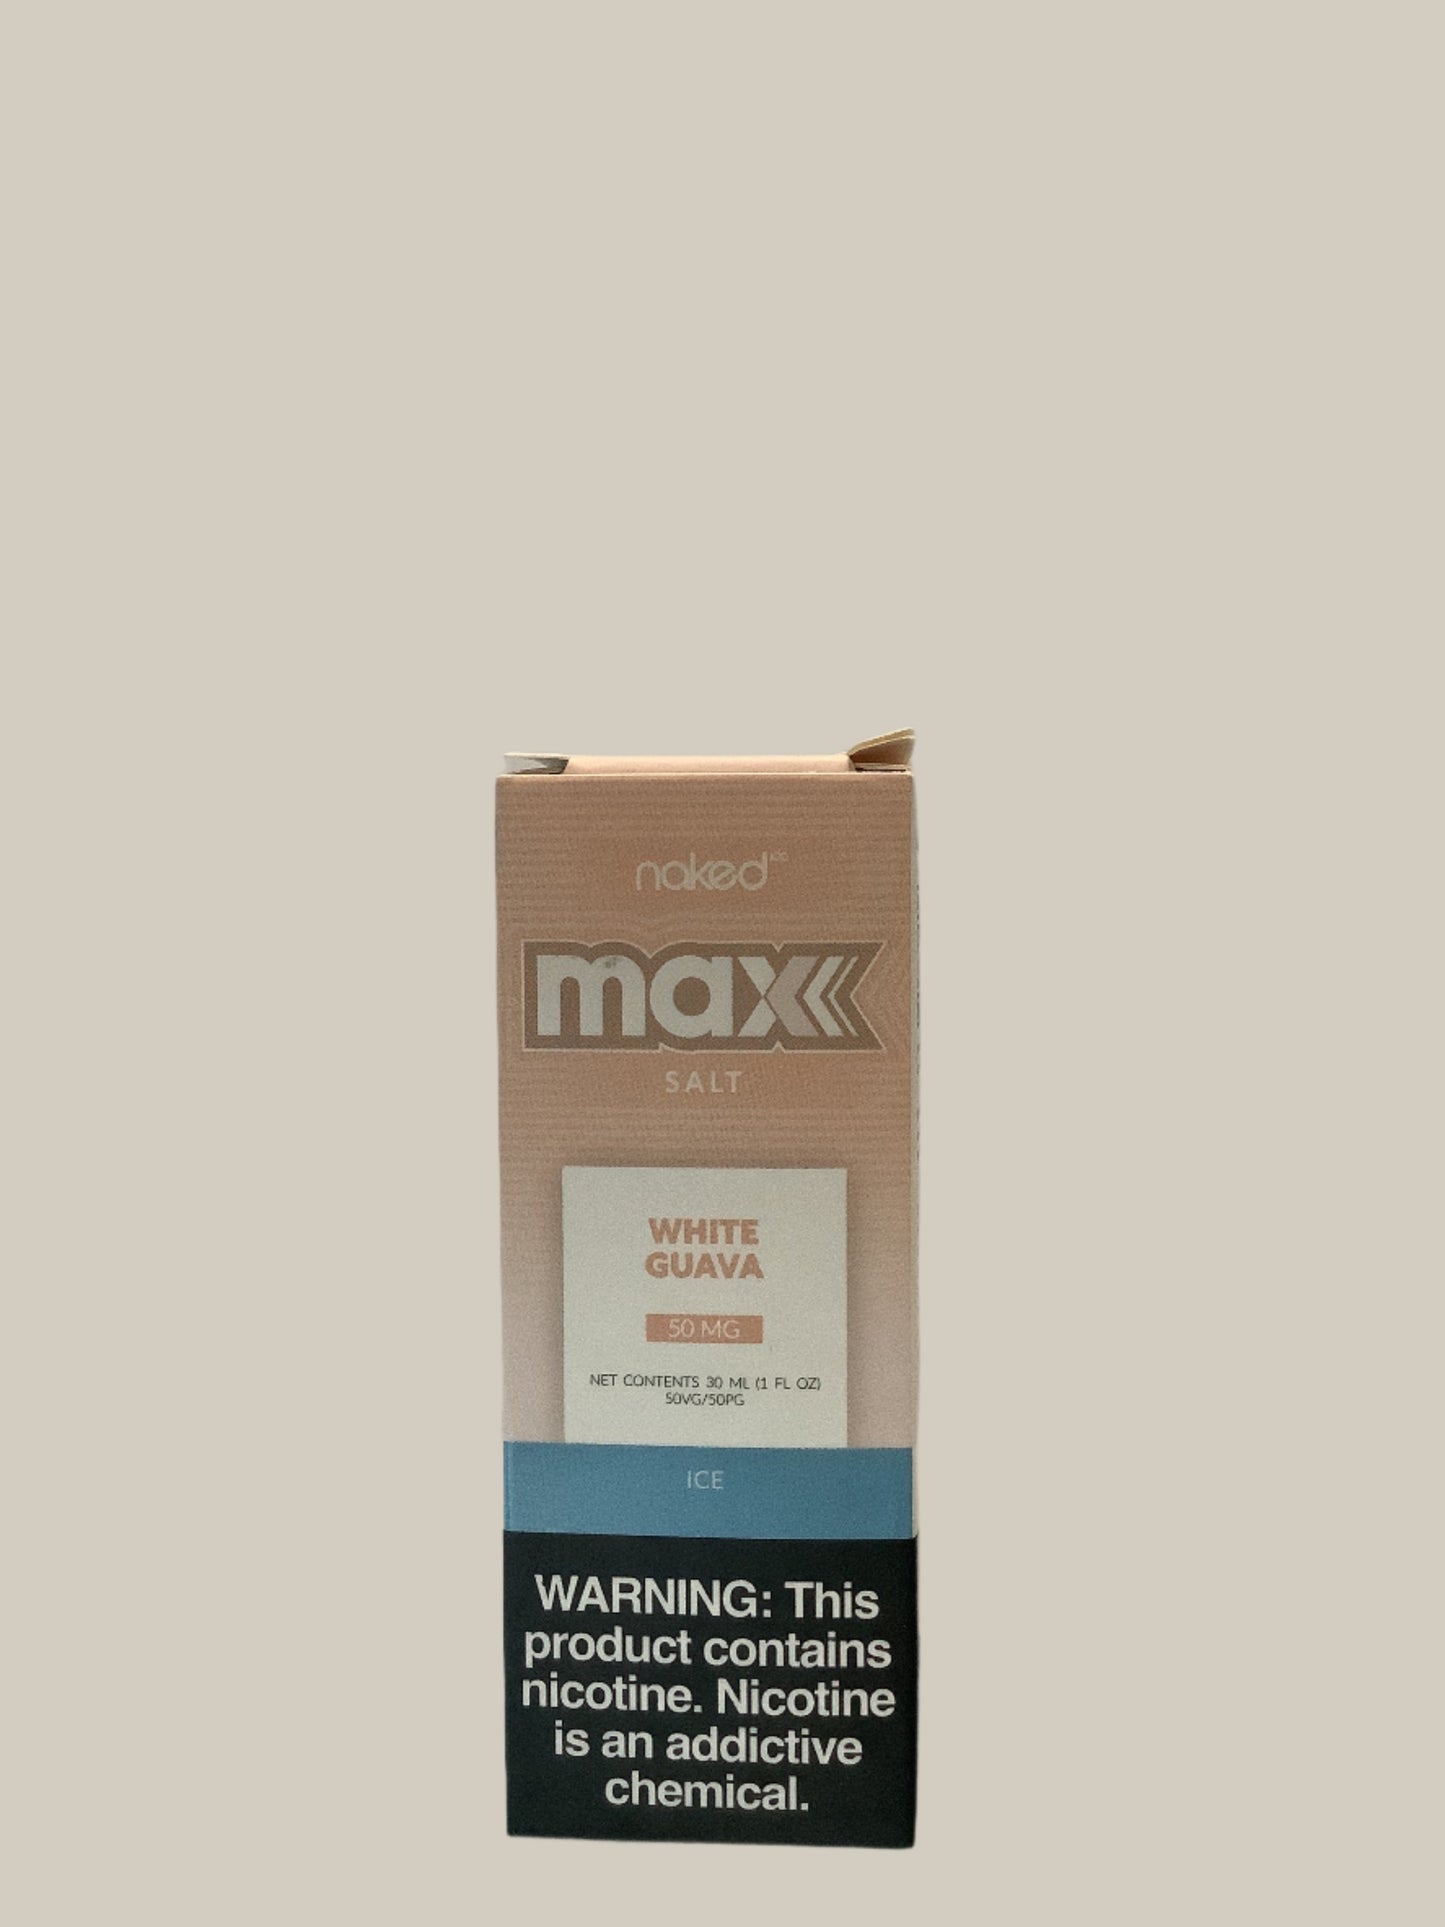 naked100
max
SALT
WHITE
GUAVA
50 MG
NET CONTENTS 30 ML (1 FL OZ)
50VG/50PG
ICE
WARNING: This
product contains
nicotine. Nicotine
is an addictive
chemical.